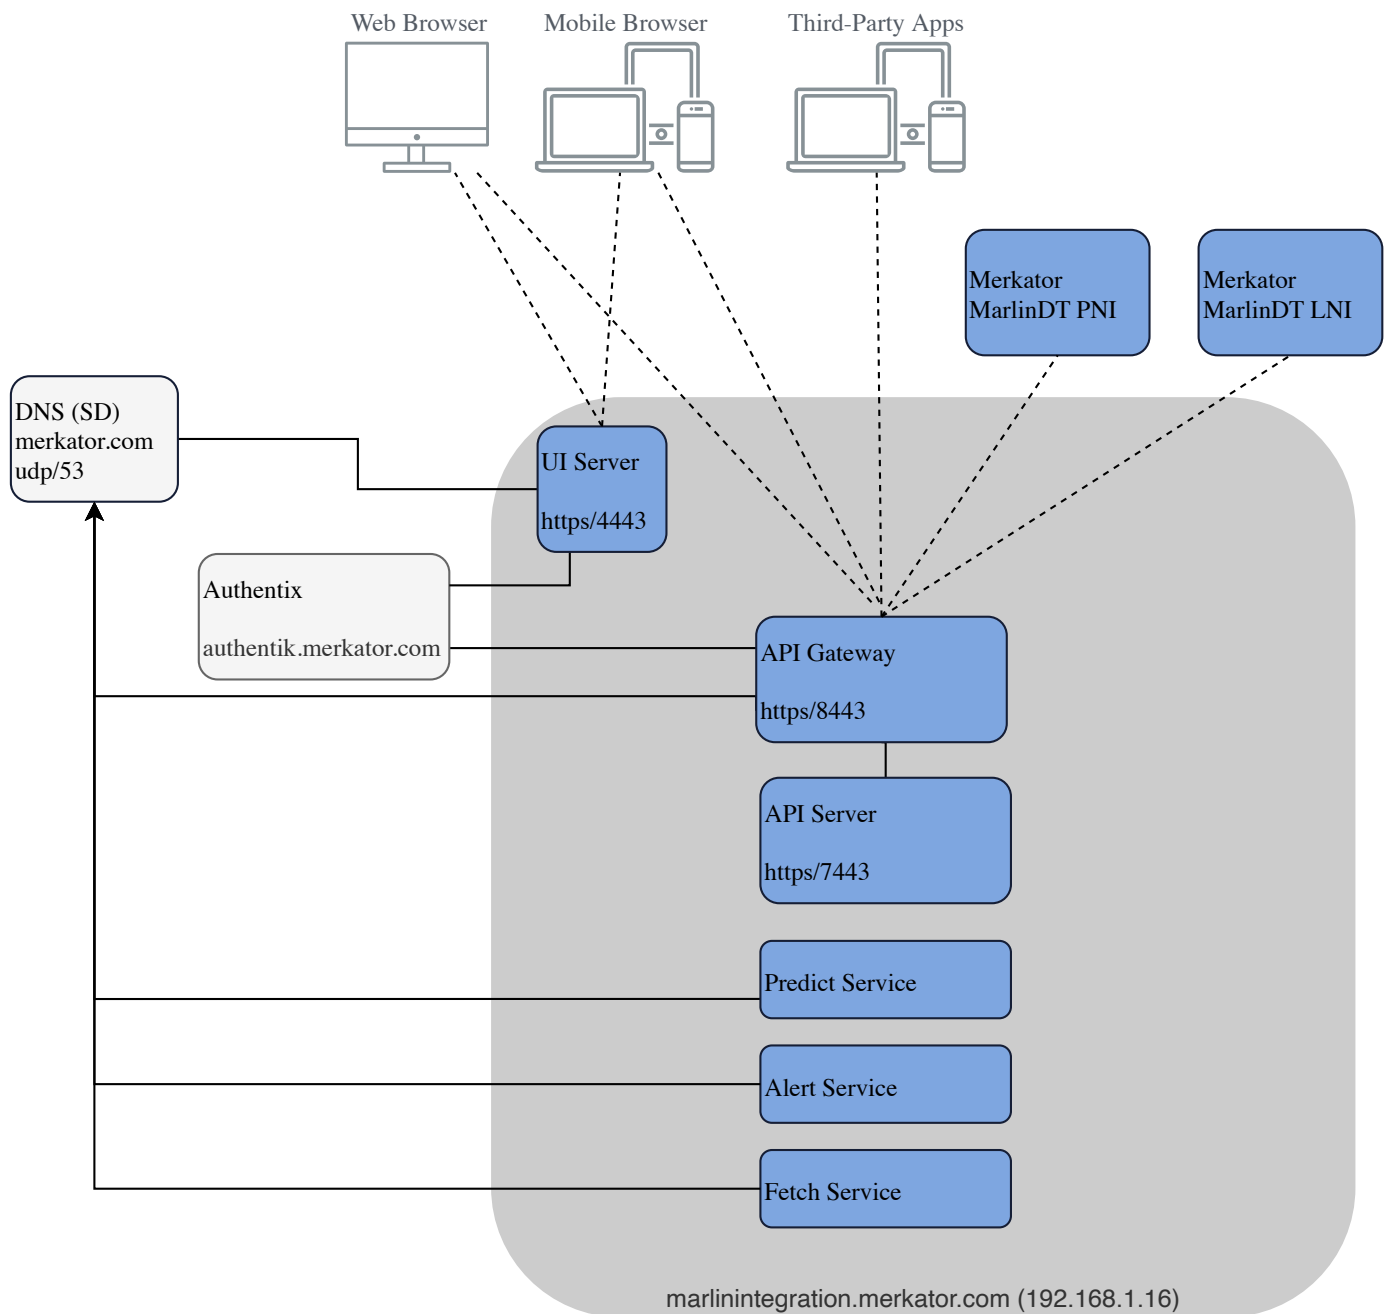 Web Browser
Mobile Browser
Third-Party Apps
Merkator
MarlinDT PNI
Merkator
MarlinDT LNI
DNS (SD)
merkator.com
udp/53
UI Server
https/4443
Authentix
authentik.merkator.com
API Gateway
https/8443
API Server
https/7443
Predict Service
Alert Service
Fetch Service
marlinintegration.merkator.com (192.168.1.16)